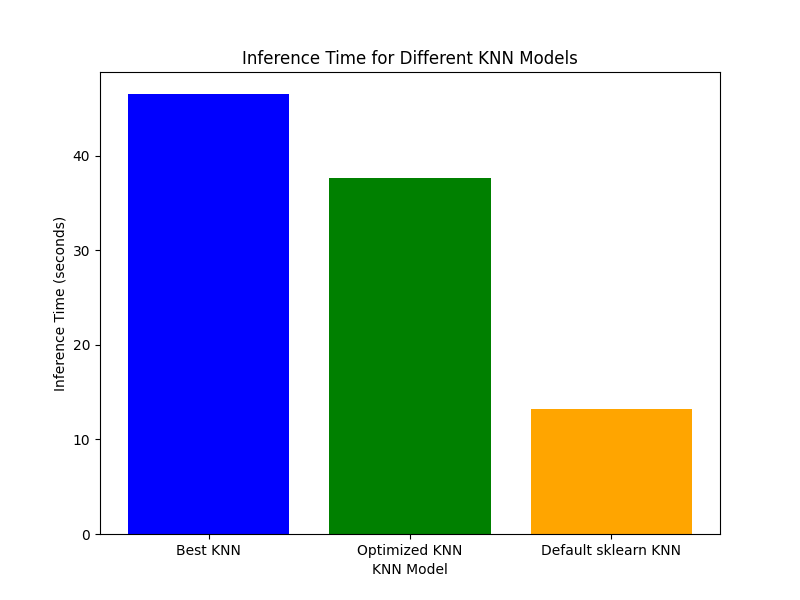 Inference Time for Different KNN Models
Inference Time (seconds)
40
30
20
10
0
Best KNN
Optimized KNN
Default sklearn KNN
KNN Model